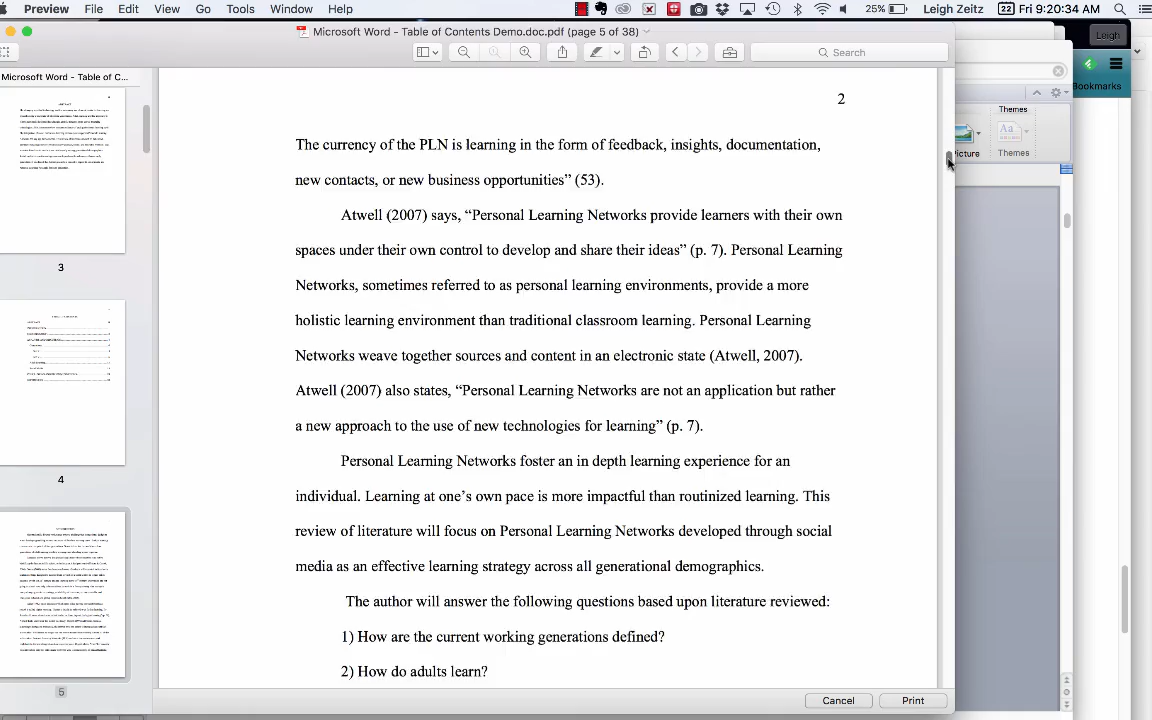 Preview File Edit View Go Tools Window Help 25% Leigh Zeitz 22 Fri 9:20:34 AM
Microsoft Word - Table of Contents Demo.doc.pdf (page 5 of 38)
Leigh
Search
Microsoft Word - Table of C...
Bookmarks
Themes
Picture
Themes
2
The currency of the PLN is learning in the form of feedback, insights, documentation,
new contacts, or new business opportunities” (53).
Atwell (2007) says, “Personal Learning Networks provide learners with their own
spaces under their own control to develop and share their ideas” (p. 7). Personal Learning
Networks, sometimes referred to as personal learning environments, provide a more
holistic learning environment than traditional classroom learning. Personal Learning
Networks weave together sources and content in an electronic state (Atwell, 2007).
Atwell (2007) also states, “Personal Learning Networks are not an application but rather
a new approach to the use of new technologies for learning” (p. 7).
Personal Learning Networks foster an in depth learning experience for an
individual. Learning at one’s own pace is more impactful than routinized learning. This
review of literature will focus on Personal Learning Networks developed through social
media as an effective learning strategy across all generational demographics.
The author will answer the following questions based upon literature reviewed:
1) How are the current working generations defined?
2) How do adults learn?
3
4
5
Cancel
Print